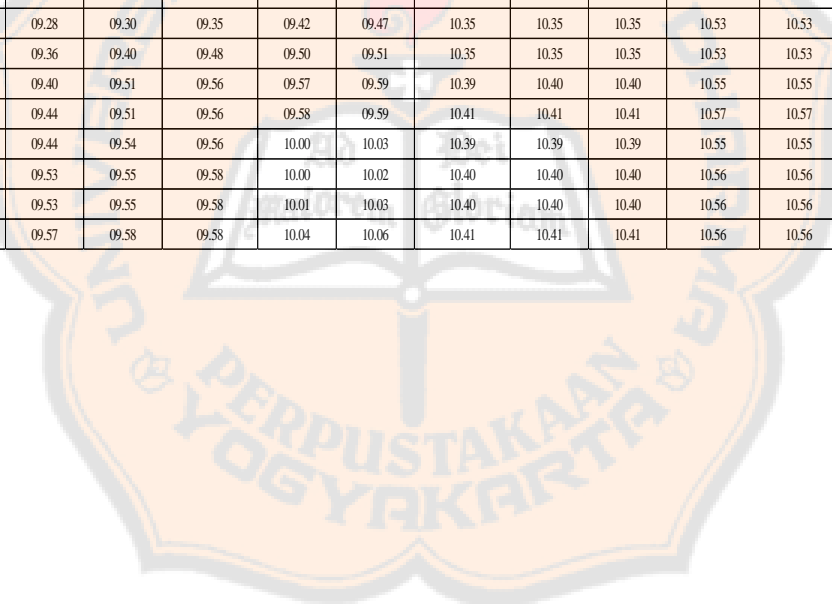 09.28 09.30 09.35 09.42 09.47 10.35 10.35 10.35 10.53 10.53
09.36 09.40 09.48 09.50 09.51 10.35 10.35 10.35 10.53 10.53
09.40 09.51 09.56 09.57 09.59 10.39 10.40 10.40 10.55 10.55
09.44 09.51 09.56 09.58 09.59 10.41 10.41 10.41 10.57 10.57
09.44 09.54 09.56 10.00 10.03 10.39 10.39 10.39 10.55 10.55
09.53 09.55 09.58 10.00 10.02 10.40 10.40 10.40 10.56 10.56
09.53 09.55 09.58 10.01 10.03 10.40 10.40 10.40 10.56 10.56
09.57 09.58 09.58 10.04 10.06 10.41 10.41 10.41 10.56 10.56
Ad Dei
Maiorem Gloriam
PERPUSTAKAAN
YOGYAKARTA